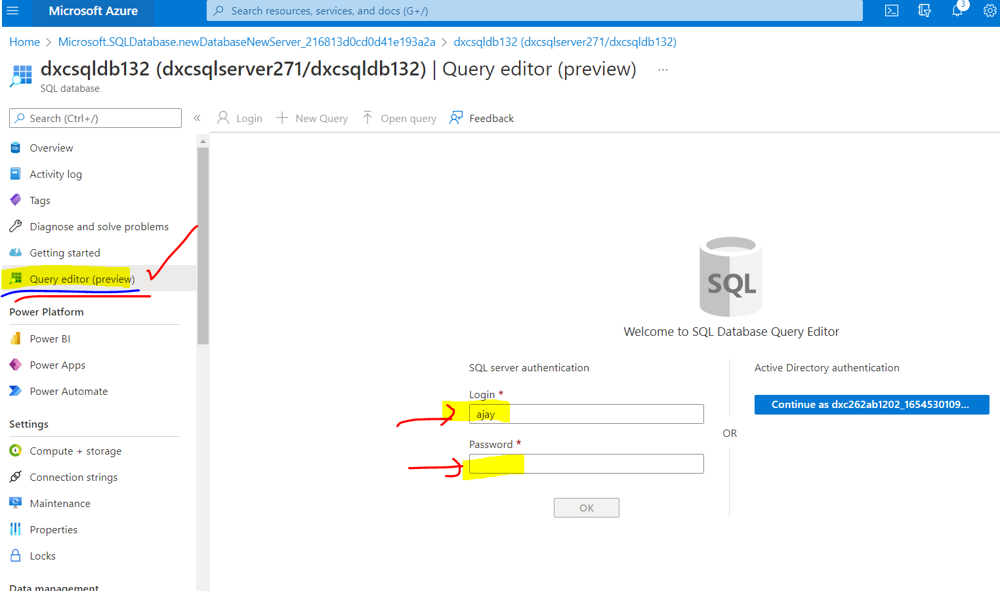 Microsoft Azure
Search resources, services, and docs (G+/)
3
Home > Microsoft.SQLDatabase.newDatabaseNewServer_216813d0cd0d41e193a2a > dxcsqldb132 (dxcsqlserver271/dxcsqldb132)
dxcsqldb132 (dxcsqlserver271/dxcsqldb132) | Query editor (preview) ...
SQL database
Search (Ctrl+/)
«
Login
New Query
Open query
Feedback
Overview
Activity log
Tags
Diagnose and solve problems
Getting started
Query editor (preview)
Power Platform
Power BI
Power Apps
Power Automate
Settings
Compute + storage
Connection strings
Maintenance
Properties
Locks
Data management
SQL
Welcome to SQL Database Query Editor
SQL server authentication
Login *
ajay
Password *
OK
OR
Active Directory authentication
Continue as dxc262ab1202_1654530109...